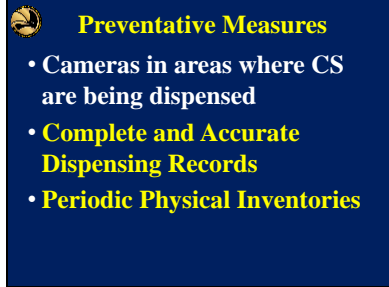 Preventative Measures
• Cameras in areas where CS
are being dispensed
• Complete and Accurate
Dispensing Records
• Periodic Physical Inventories